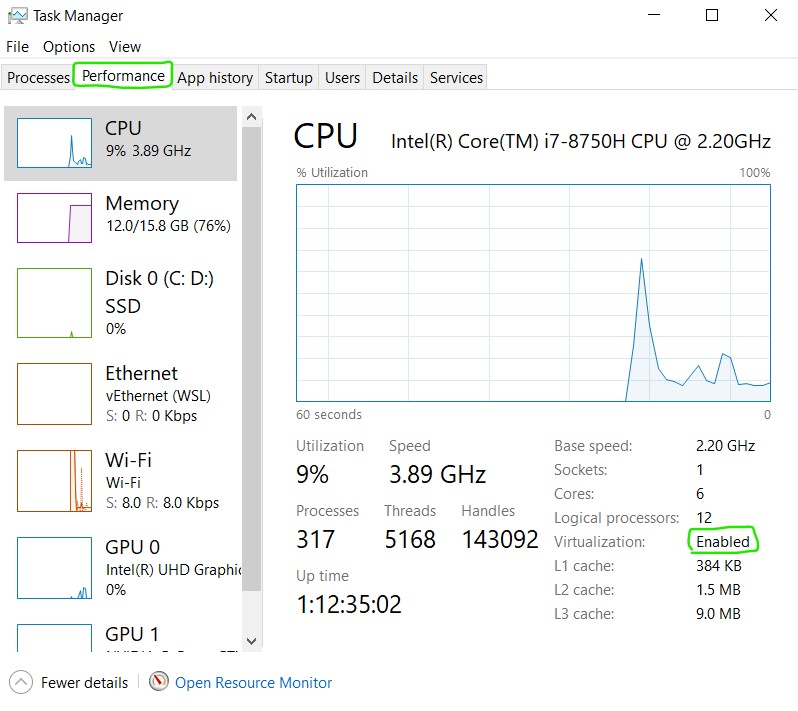 Task Manager
File Options View
Processes Performance App history Startup Users Details Services
CPU
9% 3.89 GHz
Memory
12.0/15.8 GB (76%)
Disk 0 (C: D:)
SSD
0%
Ethernet
vEthernet (WSL)
S: 0 R: 0 Kbps
Wi-Fi
Wi-Fi
S: 8.0 R: 8.0 Kbps
GPU 0
Intel(R) UHD Graphic
0%
GPU 1
CPU Intel(R) Core(TM) i7-8750H CPU @ 2.20GHz
% Utilization 100%
60 seconds 0
Utilization Speed
9% 3.89 GHz
Processes Threads Handles
317 5168 143092
Up time
1:12:35:02
Base speed: 2.20 GHz
Sockets: 1
Cores: 6
Logical processors: 12
Virtualization: Enabled
L1 cache: 384 KB
L2 cache: 1.5 MB
L3 cache: 9.0 MB
Fewer details Open Resource Monitor